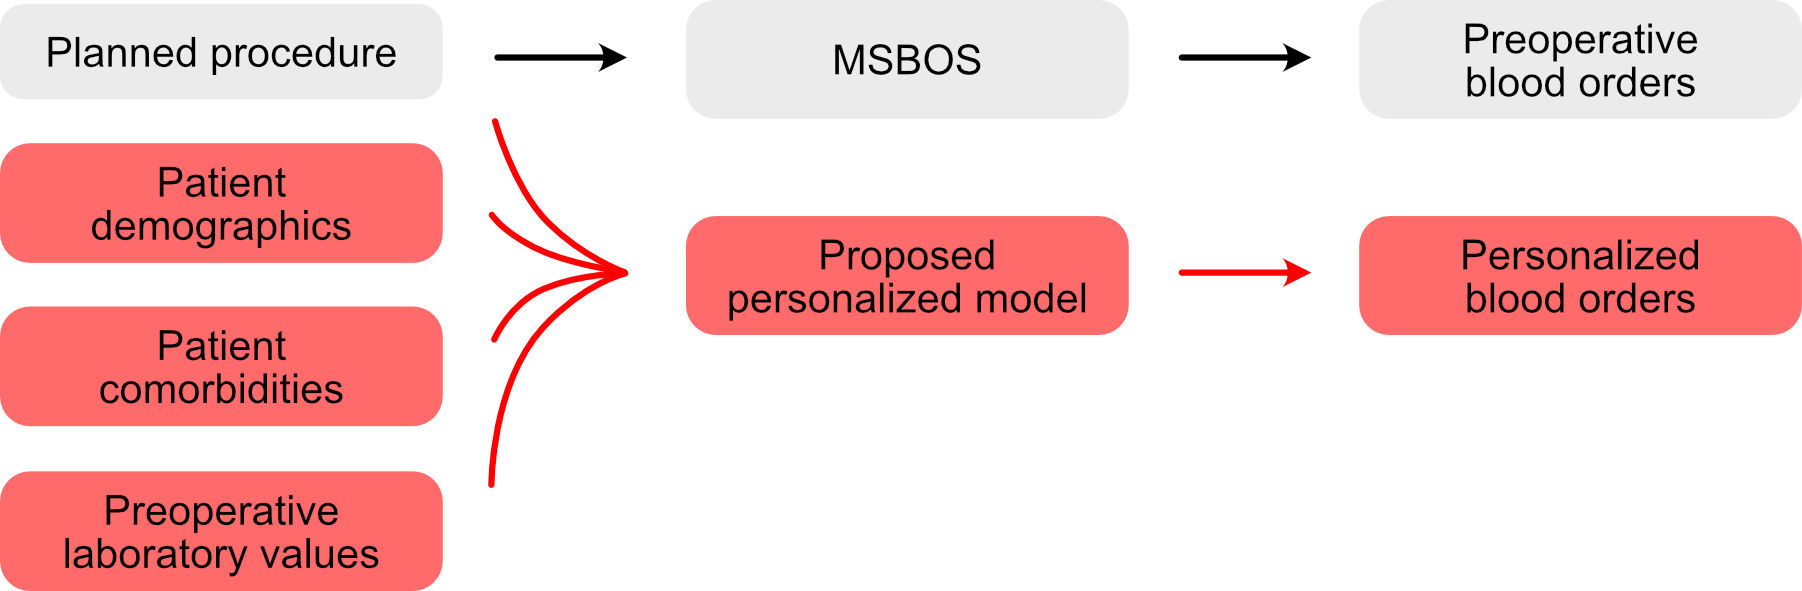 Planned procedure
MSBOS
Preoperative
blood orders
Patient
demographics
Proposed
personalized model
Personalized
blood orders
Patient
comorbidities
Preoperative
laboratory values